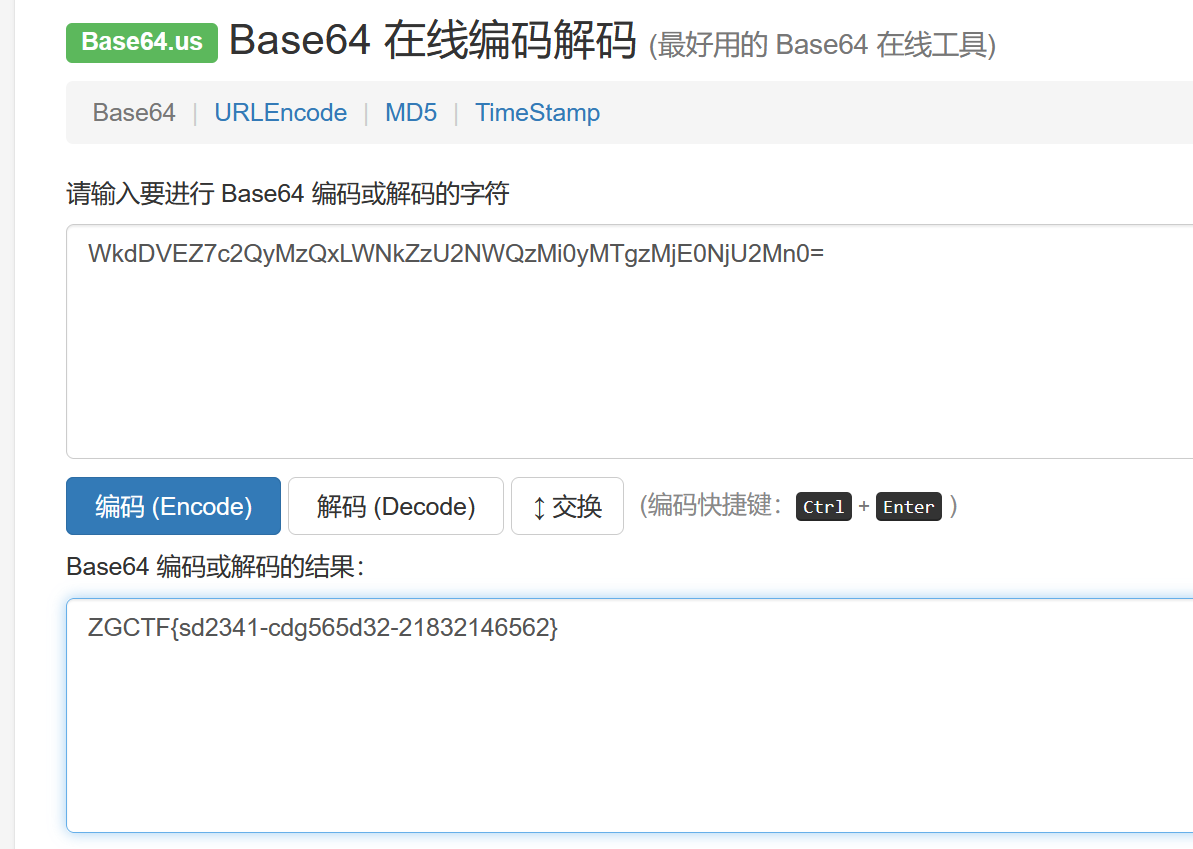 Base64.us Base64 在线编码解码 (最好用的 Base64 在线工具)
Base64 | URLEncode | MD5 | TimeStamp
请输入要进行 Base64 编码或解码的字符
WkdDVEZ7c2QyMzQxLWNkZzU2NWQzMi0yMTgzMjE0NjU2Mn0=
编码 (Encode) 解码 (Decode) ↕ 交换 (编码快捷键: Ctrl + Enter )
Base64 编码或解码的结果:
ZGCTF{sd2341-cdg565d32-21832146562}